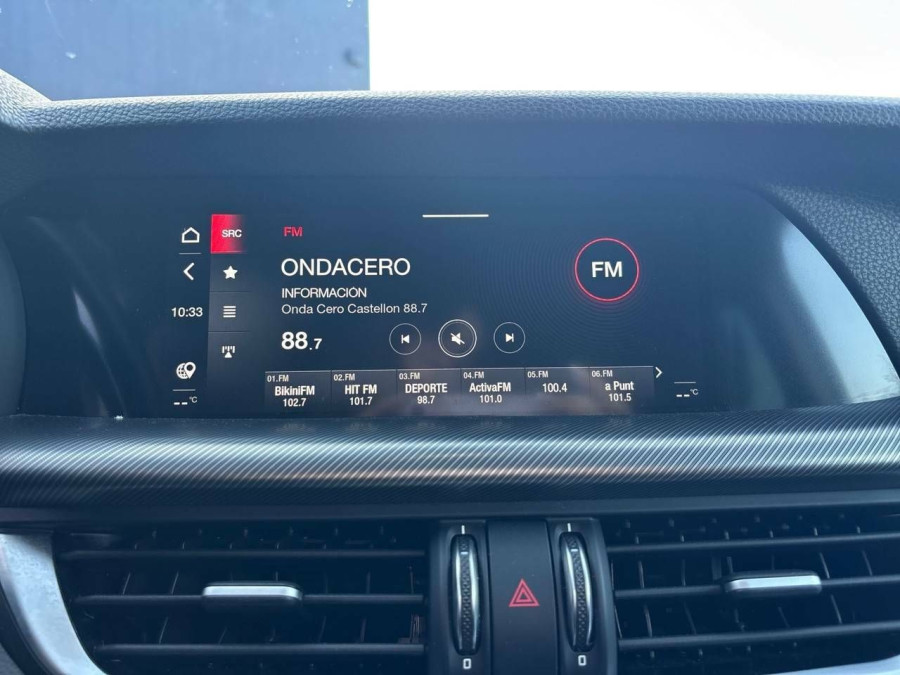 SRC
FM
ONDACERO
INFORMACIÓN
Onda Cero Castellon 88.7
FM
10:33
88.7
01.FM
BikiniFM
102.7
02.FM
HIT FM
101.7
03.FM
DEPORTE
98.7
04.FM
ActivaFM
101.0
05.FM
100.4
06.FM
a Punt
101.5
--°C
--°C
0
0